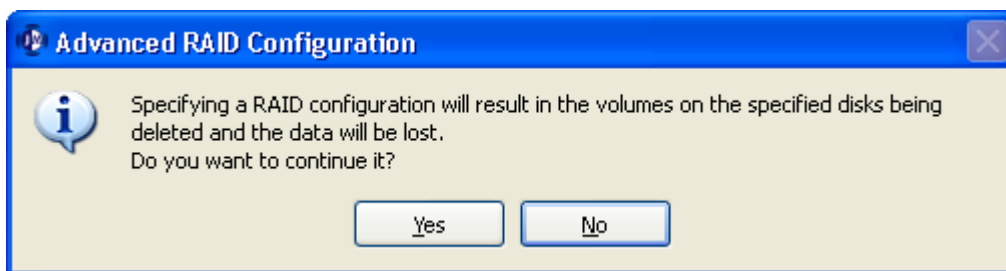 Advanced RAID Configuration
Specifying a RAID configuration will result in the volumes on the specified disks being
deleted and the data will be lost.
Do you want to continue it?
Yes No